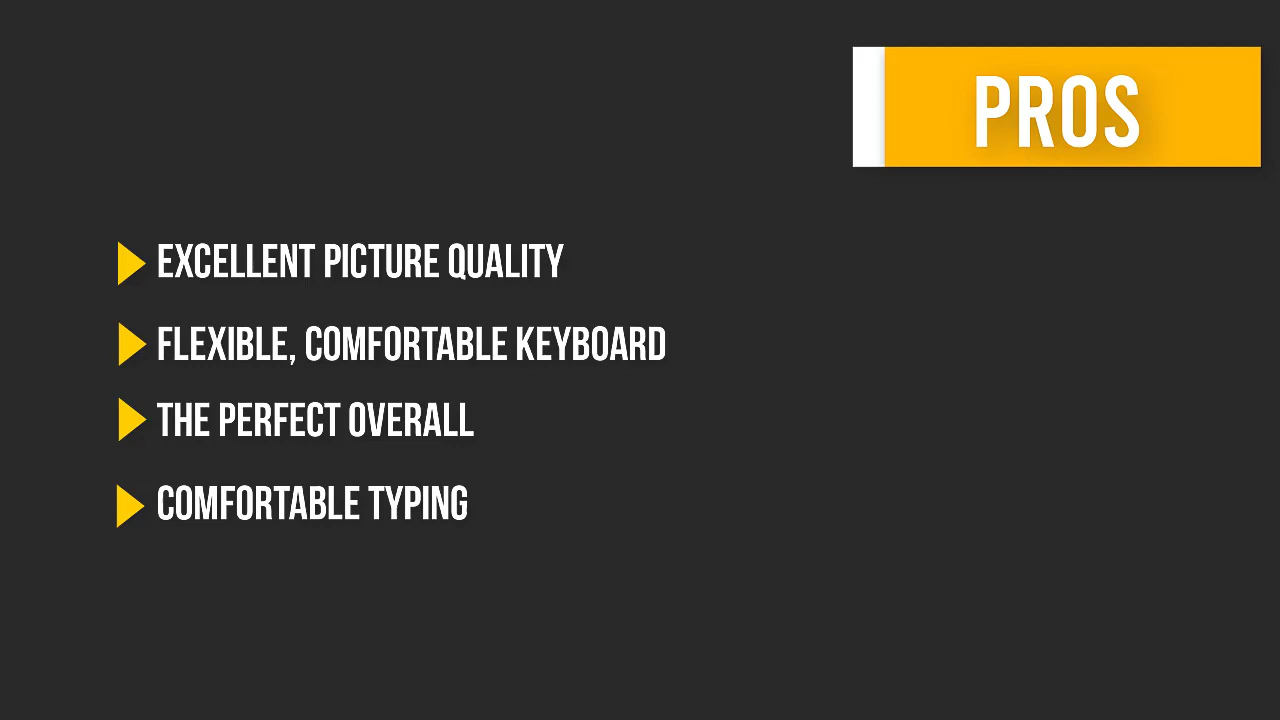 PROS
EXCELLENT PICTURE QUALITY
FLEXIBLE, COMFORTABLE KEYBOARD
THE PERFECT OVERALL
COMFORTABLE TYPING